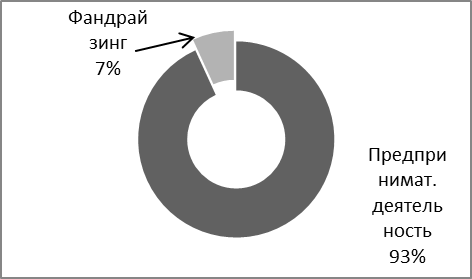 Фандрай
зинг
7%
Предпри
нимат.
деятель
ность
93%